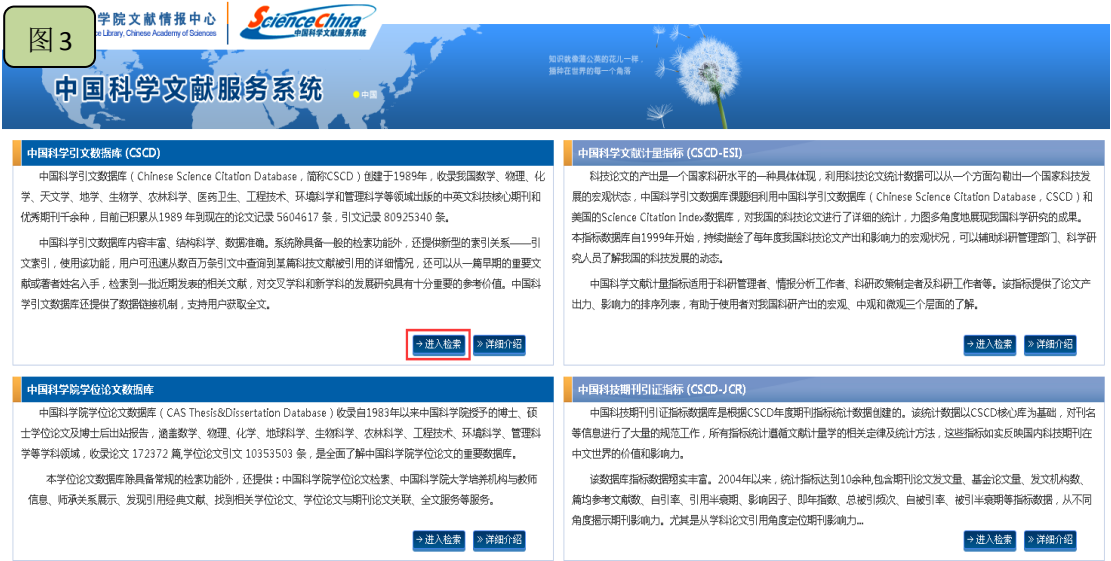 图3
学院文献情报中心
ce Library, Chinese Academy of Sciences
ScienceChina
中国科学文献服务系统
中国科学文献服务系统
中国
知识就像蒲公英的花儿一样，
播种在世界的每一个角落
中国科学引文数据库 (CSCD)
中国科学引文数据库（Chinese Science Citation Database，简称CSCD）创建于1989年，收录我国数学、物理、化
学、天文学、地学、生物学、农林科学、医药卫生、工程技术、环境科学和管理科学等领域出版的中英文科技核心期刊和
优秀期刊千余种，目前已积累从1989 年到现在的论文记录 5604617 条，引文记录 80925340 条。
中国科学引文数据库内容丰富、结构科学、数据准确。系统除具备一般的检索功能外，还提供新型的索引关系——引
文索引，使用该功能，用户可迅速从数百万条引文中查询到某篇科技文献被引用的详细情况，还可以从一篇早期的重要文
献或著者姓名入手，检索到一批近期发表的相关文献，对交叉学科和新学科的发展研究具有十分重要的参考价值。中国科
学引文数据库还提供了数据链接机制，支持用户获取全文。
→进入检索 »详细介绍
中国科学文献计量指标 (CSCD-ESI)
科技论文的产出是一个国家科研水平的一种具体体现，利用科技论文统计数据可以从一个方面勾勒出一个国家科技发
展的宏观状态，中国科学引文数据库课题组利用中国科学引文数据库（Chinese Science Citation Database，CSCD）和
美国的Science Citation Index数据库，对我国的科技论文进行了详细的统计，力图多角度地展现我国科学研究的成果。
本指标数据库自1999年开始，持续描绘了每年度我国科技论文产出和影响力的宏观状况，可以辅助科研管理部门、科学研
究人员了解我国的科技发展的动态。
中国科学文献计量指标适用于科研管理者、情报分析工作者、科研政策制定者及科研工作者等。该指标提供了论文产
出力、影响力的排序列表，有助于使用者对我国科研产出的宏观、中观和微观三个层面的了解。
→进入检索 »详细介绍
中国科学院学位论文数据库
中国科学院学位论文数据库（CAS Thesis&Dissertation Database）收录自1983年以来中国科学院授予的博士、硕
士学位论文及博士后出站报告，涵盖数学、物理、化学、地球科学、生物科学、农林科学、工程技术、环境科学、管理科
学等学科领域，收录论文 172372 篇,学位论文引文 10353503 条，是全面了解中国科学院学位论文的重要数据库。
本学位论文数据库除具备常规的检索功能外，还提供：中国科学院学位论文检索、中国科学院大学培养机构与教师
信息、师承关系展示、发现引用经典文献、找到相关学位论文、学位论文与期刊论文关联、全文服务等服务。
→进入检索 »详细介绍
中国科技期刊引证指标 (CSCD-JCR)
中国科技期刊引证指标数据库是根据CSCD年度期刊指标统计数据创建的。该统计数据以CSCD核心库为基础，对刊名
等信息进行了大量的规范工作，所有指标统计遵循文献计量学的相关定律及统计方法，这些指标如实反映国内科技期刊在
中文世界的价值和影响力。
该数据库指标数据翔实丰富。2004年以来，统计指标达到10余种,包含期刊论文发文量、基金论文量、发文机构数、
篇均参考文献数、自引率、引用半衰期、影响因子、即年指数、总被引频次、自被引率、被引半衰期等指标数据，从不同
角度揭示期刊影响力。尤其是从学科论文引用角度定位期刊影响力...
→进入检索 »详细介绍